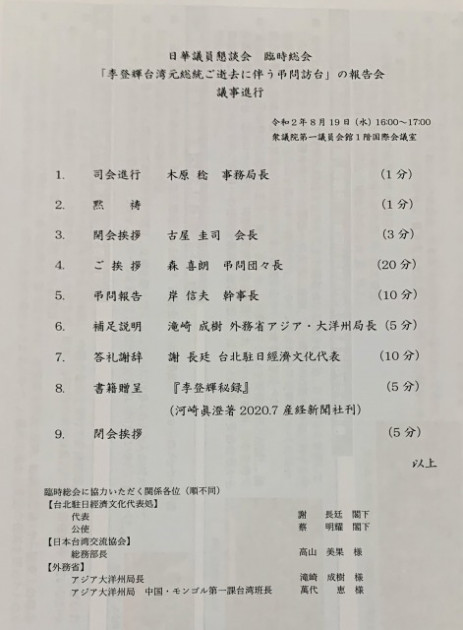 日華議員懇談会 臨時総会
「李登輝台湾元総統ご逝去に伴う弔問訪台」の報告会
議事進行
令和2年8月19日(水)16:00～17:00
衆議院第一議員会館1階国際会議室
1. 司会進行 木原 稔 事務局長 (1分)
2. 黙 祷 (1分)
3. 開会挨拶 古屋 圭司 会長 (3分)
4. ご 挨 拶 森 喜朗 弔問団々長 (20分)
5. 弔問報告 岸 信夫 幹事長 (10分)
6. 補足説明 滝崎 成樹 外務省アジア・大洋州局長 (5分)
7. 答礼謝辞 謝 長廷 台北駐日經濟文化代表 (10分)
8. 書籍贈呈 『李登輝秘録』 (5分)
(河崎眞澄著 2020.7 産経新聞社刊)
9. 閉会挨拶 (5分)
以上
臨時総会に協力いただく関係各位（順不同）
【台北駐日経済文化代表処】
代表 謝 長廷 閣下
公使 蔡 明耀 閣下
【日本台湾交流協会】
総務部長 高山 美果 様
【外務省】
アジア大洋州局長 滝崎 成樹 様
アジア大洋州局 中国・モンゴル第一課台湾班長 萬代 恵 様